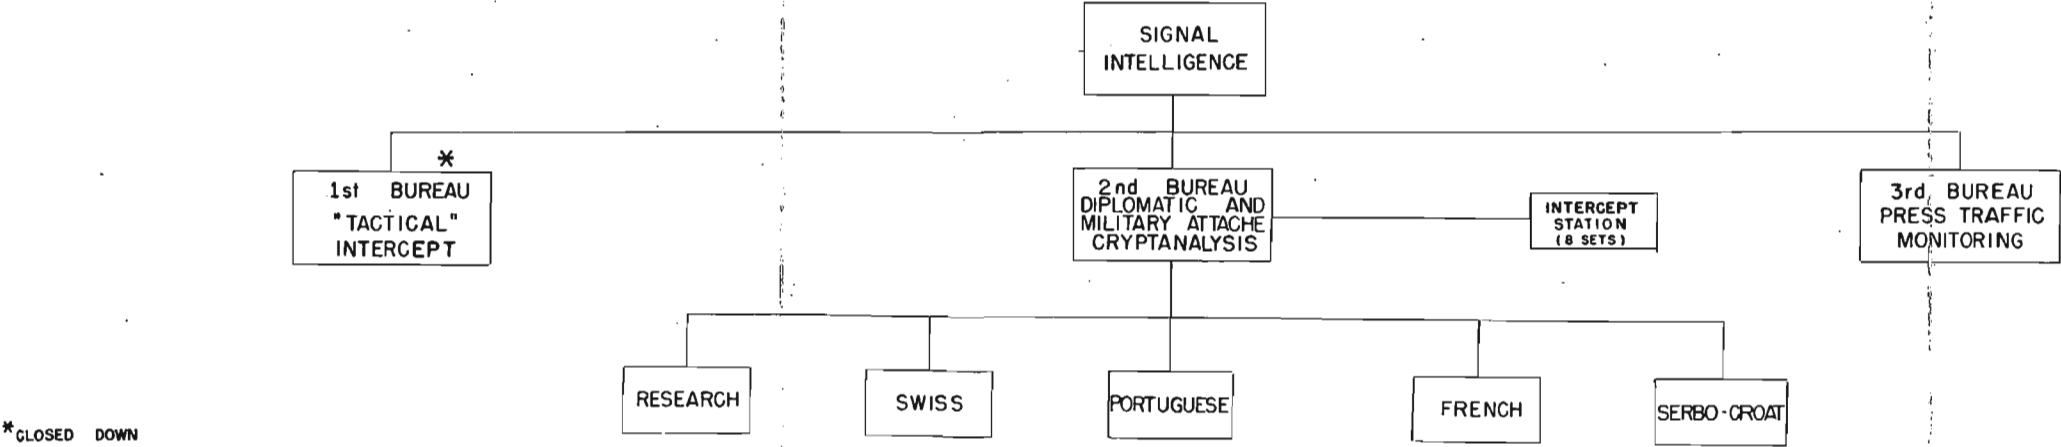 SIGNAL
INTELLIGENCE
*
1st BUREAU
"TACTICAL"
INTERCEPT
2nd BUREAU
DIPLOMATIC AND
MILITARY ATTACHE
CRYPTANALYSIS
INTERCEPT
STATION
(8 SETS)
3rd BUREAU
PRESS TRAFFIC
MONITORING
RESEARCH
SWISS
PORTUGUESE
FRENCH
SERBO-CROAT
*CLOSED DOWN